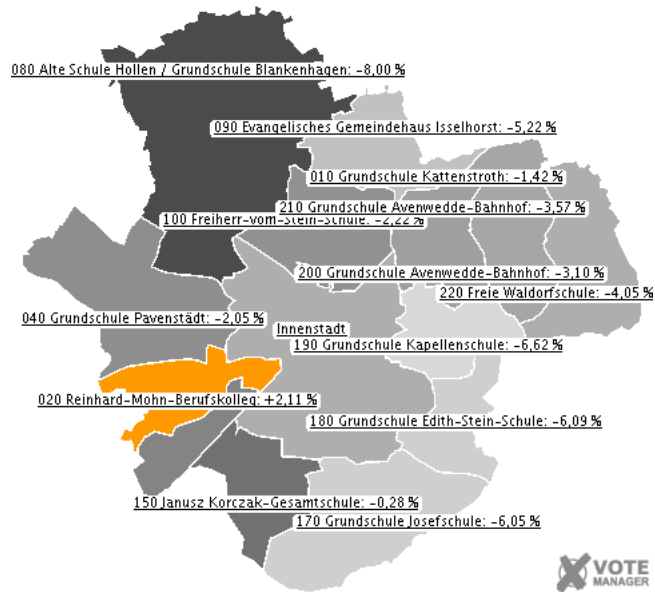 080 Alte Schule Hollen / Grundschule Blankenhagen: -8,00 %
090 Evangelisches Gemeindehaus Isselhorst: -5,22 %
010 Grundschule Kattenstroth: -1,42 %
210 Grundschule Avenwedde-Bahnhof: -3,57 %
100 Freiherr-vom-Stein-Schule: -2,22 %
200 Grundschule Avenwedde-Bahnhof: -3,10 %
220 Freie Waldorfschule: -4,05 %
040 Grundschule Pavenstädt: -2,05 %
Innenstadt
190 Grundschule Kapellenschule: -6,62 %
020 Reinhard-Mohn-Berufskolleg: +2,11 %
180 Grundschule Edith-Stein-Schule: -6,09 %
150 Janusz Korczak-Gesamtschule: -0,28 %
170 Grundschule Josefschule: -6,05 %
VOTE
MANAGER